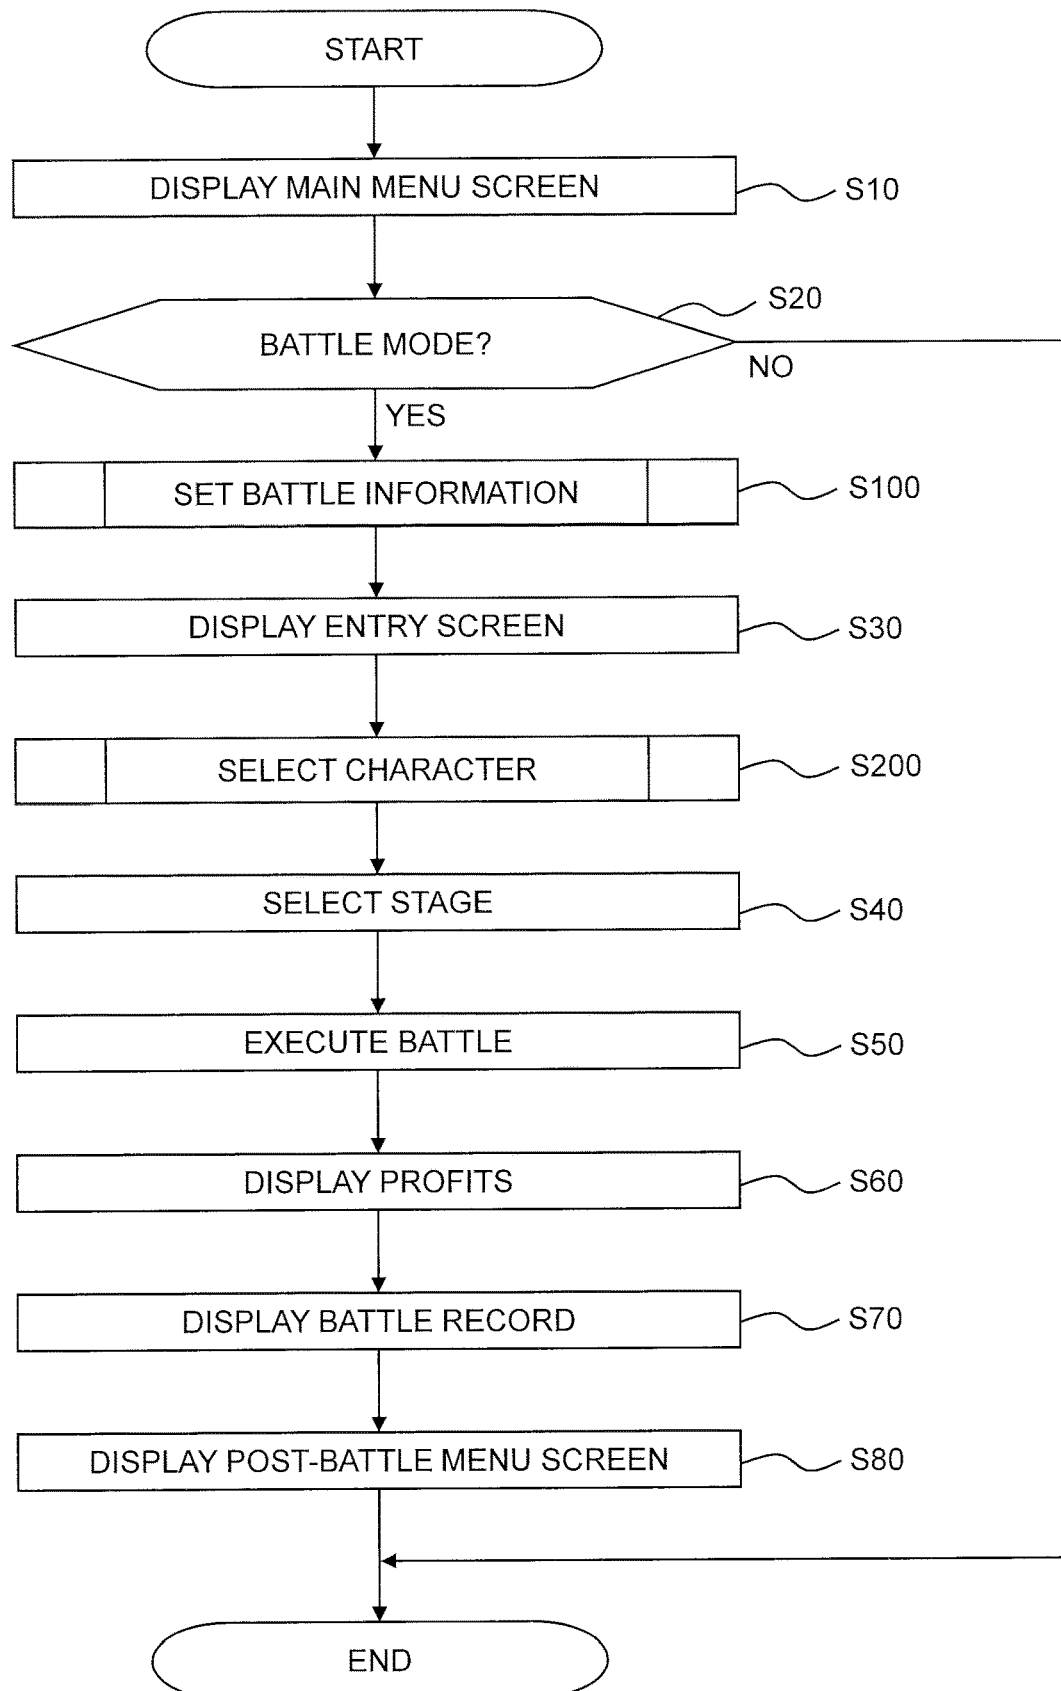 START
DISPLAY MAIN MENU SCREEN
S10
S20
BATTLE MODE?
NO
YES
SET BATTLE INFORMATION
S100
DISPLAY ENTRY SCREEN
S30
SELECT CHARACTER
S200
SELECT STAGE
S40
EXECUTE BATTLE
S50
DISPLAY PROFITS
S60
DISPLAY BATTLE RECORD
S70
DISPLAY POST-BATTLE MENU SCREEN
S80
END